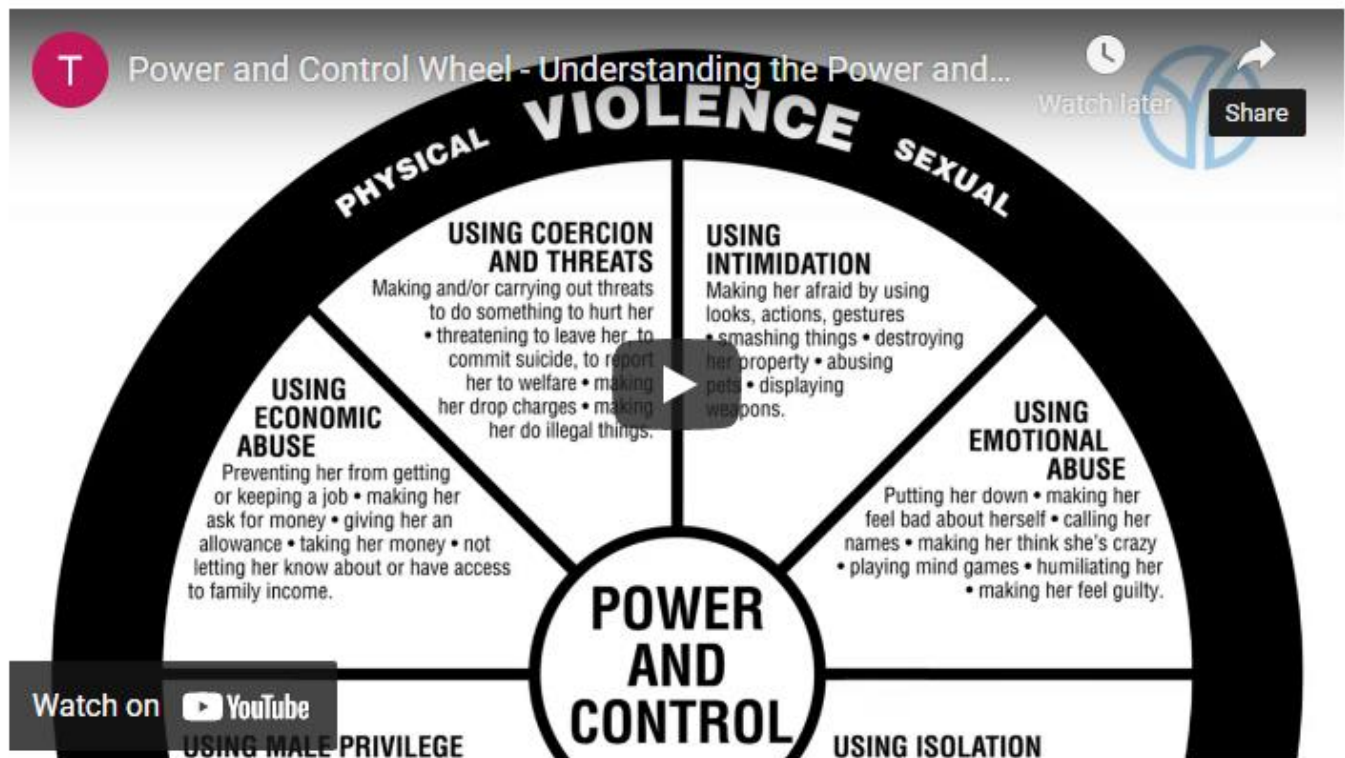 T
Power and Control Wheel - Understanding the Power and...
Watch later
Share
PHYSICAL VIOLENCE SEXUAL
USING COERCION
AND THREATS
Making and/or carrying out threats
to do something to hurt her
• threatening to leave her, to
commit suicide, to report
her to welfare • making
her drop charges • making
her do illegal things.
USING
INTIMIDATION
Making her afraid by using
looks, actions, gestures
• smashing things • destroying
her property • abusing
pets • displaying
weapons.
USING
ECONOMIC
ABUSE
Preventing her from getting
or keeping a job • making her
ask for money • giving her an
allowance • taking her money • not
letting her know about or have access
to family income.
USING
EMOTIONAL
ABUSE
Putting her down • making her
feel bad about herself • calling her
names • making her think she's crazy
• playing mind games • humiliating her
• making her feel guilty.
POWER
AND
CONTROL
Watch on YouTube
USING MALE PRIVILEGE
USING ISOLATION